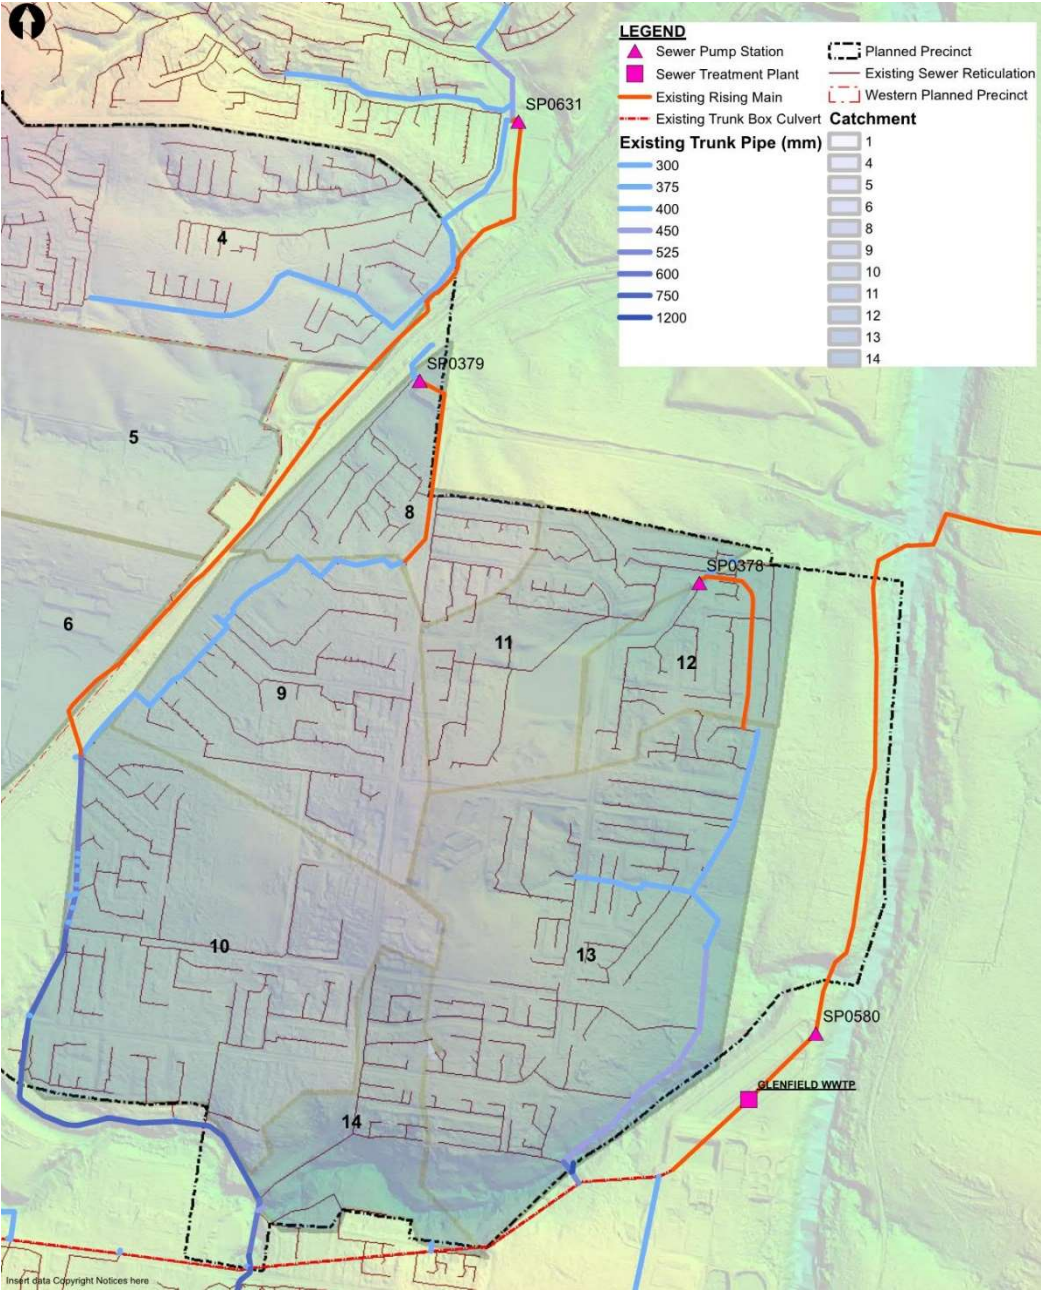 LEGEND
Sewer Pump Station
Sewer Treatment Plant
Existing Rising Main
Existing Trunk Box Culvert
Existing Trunk Pipe (mm)
300
375
400
450
525
600
750
1200
Planned Precinct
Existing Sewer Reticulation
Western Planned Precinct
Catchment
1
4
5
6
8
9
10
11
12
13
14
SP0631
4
SP0379
5
8
SP0378
6
11
12
9
10
13
SP0580
GLENFIELD WWTP
14
Insert data Copyright Notices here